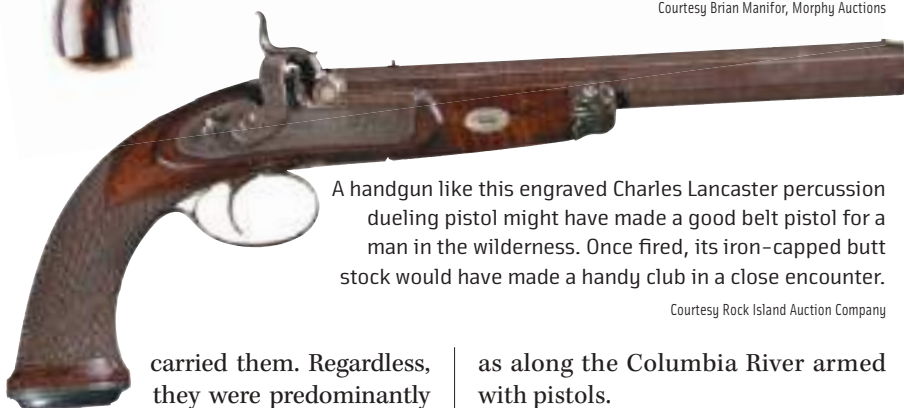 Courtesy Brian Manifor, Morphy Auctions
A handgun like this engraved Charles Lancaster percussion
dueling pistol might have made a good belt pistol for a
man in the wilderness. Once fired, its iron-capped butt
stock would have made a handy club in a close encounter.
Courtesy Rock Island Auction Company
carried them. Regardless,
they were predominantly
as along the Columbia River armed
with pistols.